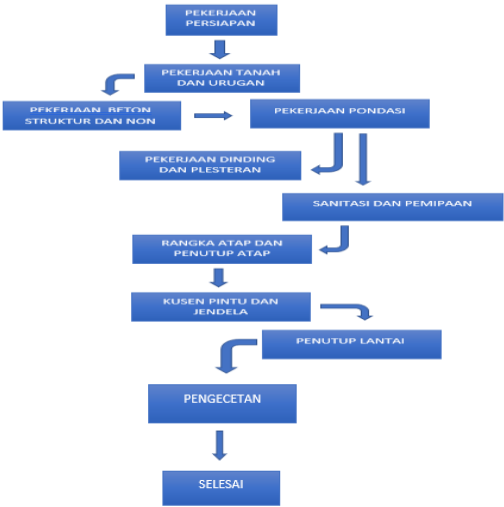 PEKERJAAN
PERSIAPAN
PEKERJAAN TANAH
DAN URUGAN
PEKERJAAN BETON
STRUKTUR DAN NON
PEKERJAAN PONDASI
PEKERJAAN DINDING
DAN PLESTERAN
SANITASI DAN PEMIPAAN
RANGKA ATAP DAN
PENUTUP ATAP
KUSEN PINTU DAN
JENDELA
PENUTUP LANTAI
PENGECETAN
SELESAI